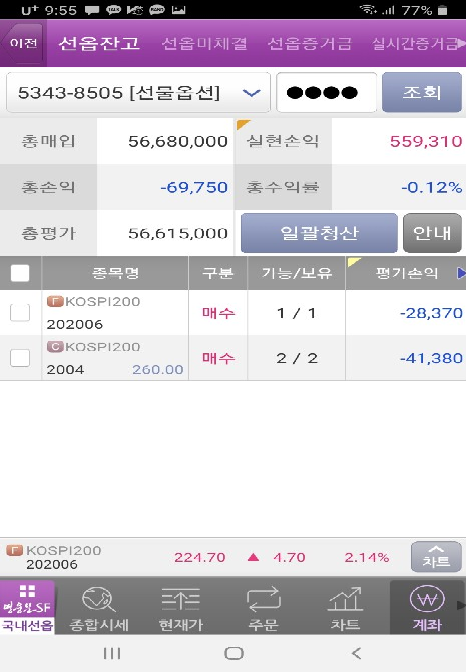 U+ 9:55 77%
이전 선옵잔고 선옵미체결 선옵증거금 실시간증거금
5343-8505 [선물옵션] ●●●● 조회
총매입 56,680,000 실현손익 559,310
총손익 -69,750 총수익률 -0.12%
총평가 56,615,000 일괄청산 안내
종목명 구분 가능/보유 평가손익
F KOSPI200
202006 매수 1 / 1 -28,370
C KOSPI200
2004 260.00 매수 2 / 2 -41,380
F KOSPI200
202006 224.70 ▲ 4.70 2.14% 차트
국내선옵 종합시세 현재가 주문 차트 계좌